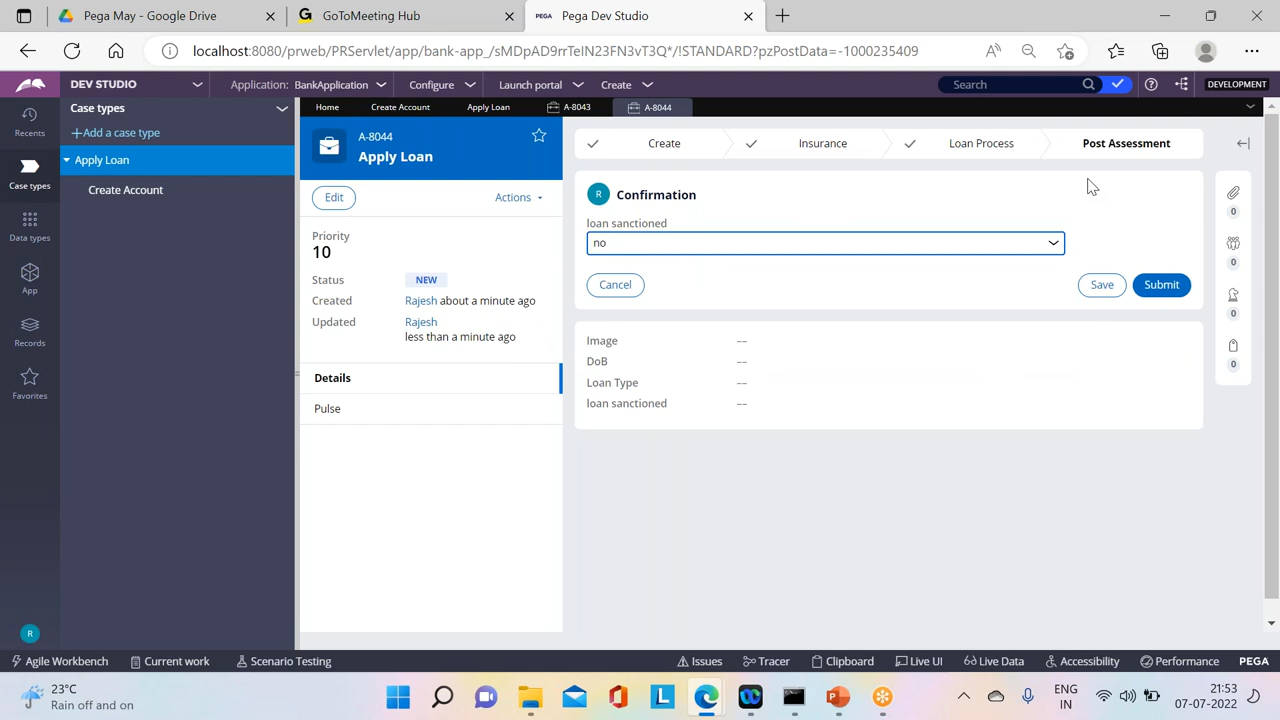 Pega May - Google Drive
GoToMeeting Hub
PEGA Pega Dev Studio
localhost:8080/prweb/PRServlet/app/bank-app_/sMDpAD9rrTeIN23FN3vT3Q*/!STANDARD?pzPostData=-1000235409
DEV STUDIO
Application: BankApplication
Configure
Launch portal
Create
Search
DEVELOPMENT
Recents
Case types
Data types
App
Records
Favorites
R
Case types
+Add a case type
Apply Loan
Create Account
Home
Create Account
Apply Loan
A-8043
A-8044
A-8044
Apply Loan
Edit
Actions
Priority
10
Status NEW
Created Rajesh about a minute ago
Updated Rajesh
less than a minute ago
Details
Pulse
Create
Insurance
Loan Process
Post Assessment
R Confirmation
loan sanctioned
no
Cancel
Save
Submit
Image --
DoB --
Loan Type --
loan sanctioned --
0
0
0
0
Agile Workbench
Current work
Scenario Testing
Issues
Tracer
Clipboard
Live UI
Live Data
Accessibility
Performance
PEGA
23°C
Rain off and on
L
ENG
IN
21:53
07-07-2022